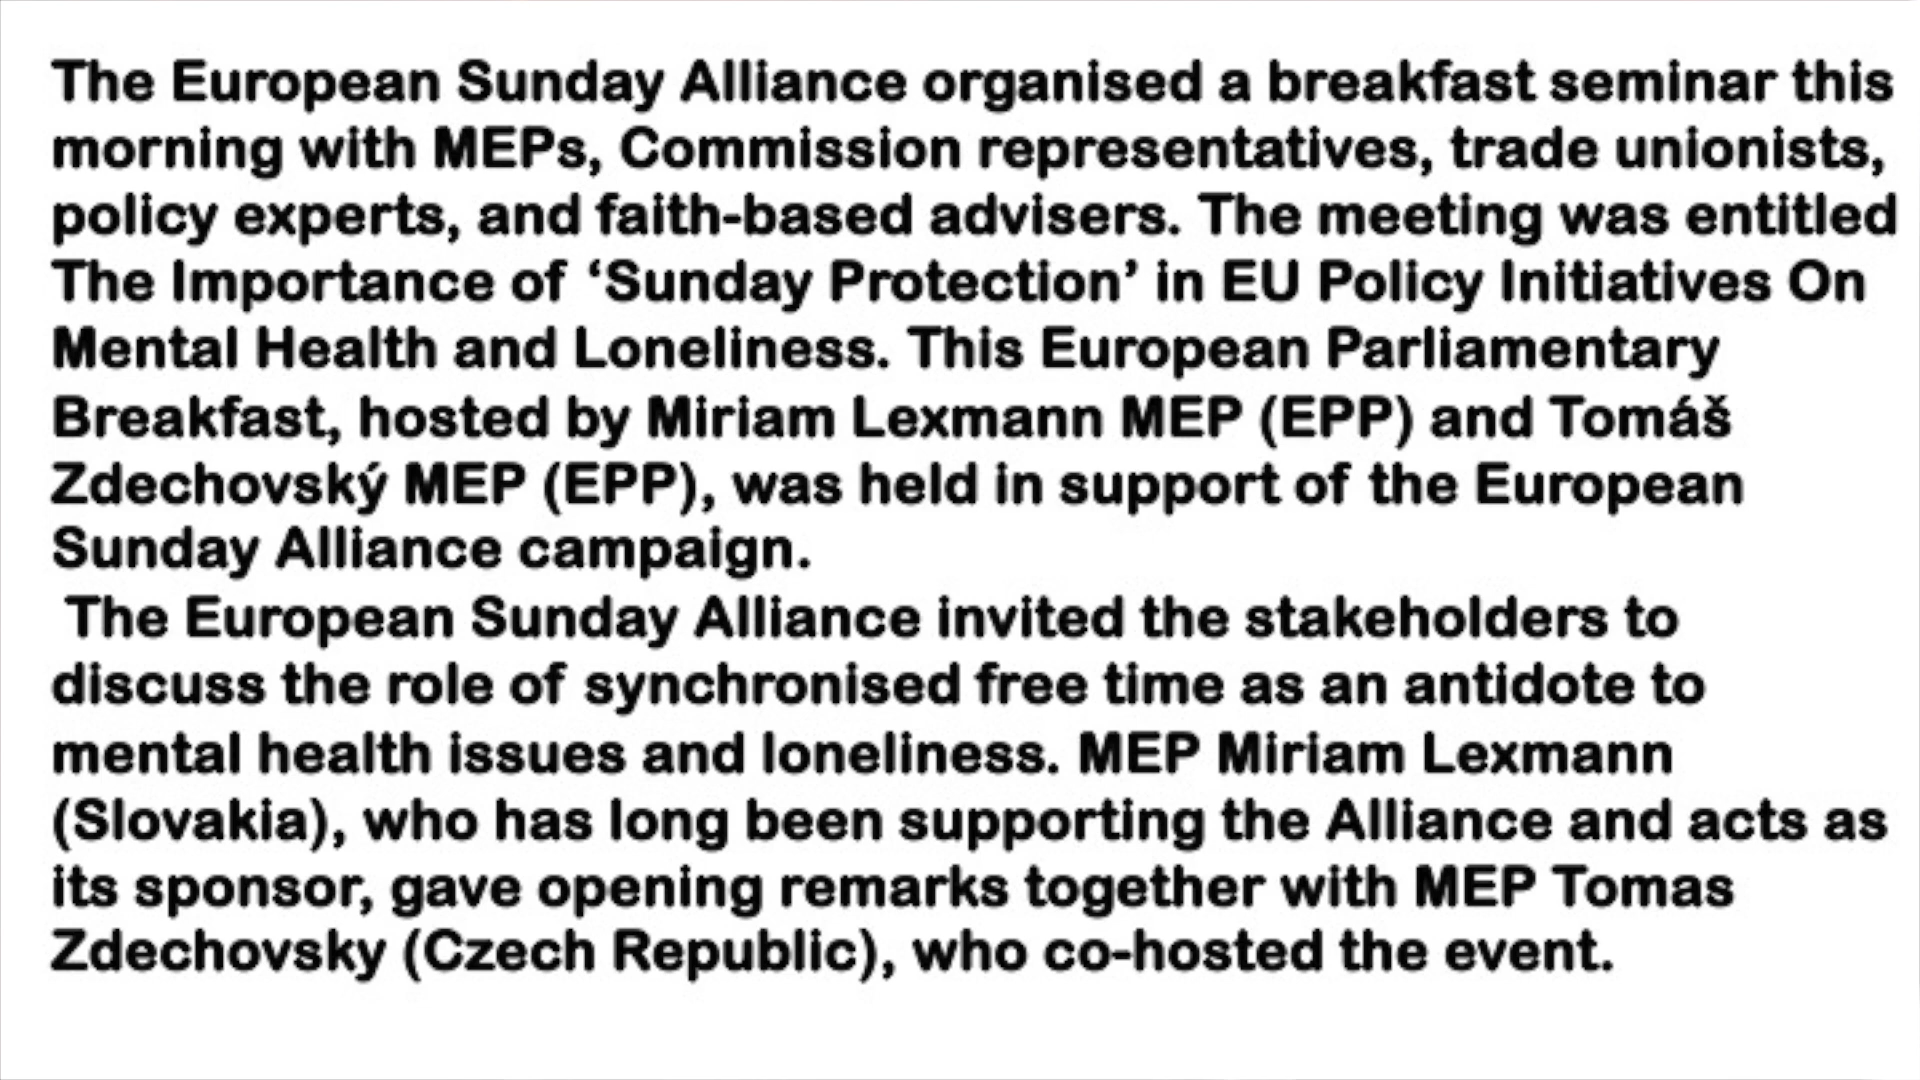 The European Sunday Alliance organised a breakfast seminar this
morning with MEPs, Commission representatives, trade unionists,
policy experts, and faith-based advisers. The meeting was entitled
The Importance of ‘Sunday Protection’ in EU Policy Initiatives On
Mental Health and Loneliness. This European Parliamentary
Breakfast, hosted by Miriam Lexmann MEP (EPP) and Tomáš
Zdechovský MEP (EPP), was held in support of the European
Sunday Alliance campaign.
The European Sunday Alliance invited the stakeholders to
discuss the role of synchronised free time as an antidote to
mental health issues and loneliness. MEP Miriam Lexmann
(Slovakia), who has long been supporting the Alliance and acts as
its sponsor, gave opening remarks together with MEP Tomas
Zdechovsky (Czech Republic), who co-hosted the event.